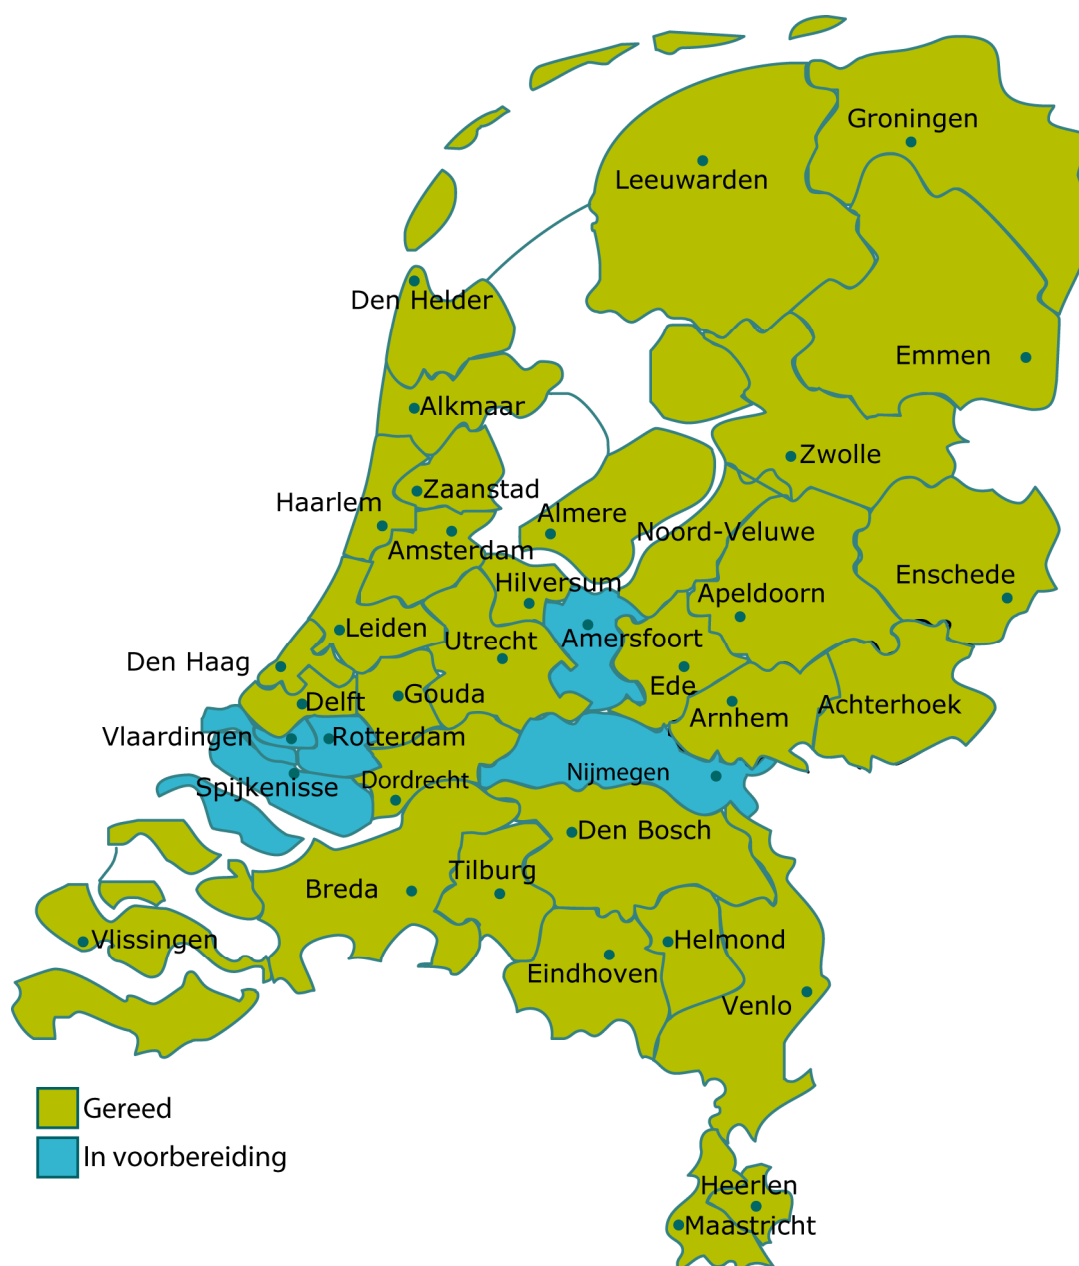 Groningen
Leeuwarden
Den Helder
Emmen
Alkmaar
Zwolle
Zaanstad
Haarlem
Almere
Noord-Veluwe
Amsterdam
Enschede
Hilversum
Apeldoorn
Leiden
Utrecht
Amersfoort
Den Haag
Ede
Gouda
Delft
Achterhoek
Arnhem
Vlaardingen
Rotterdam
Nijmegen
Dordrecht
Spijkenisse
Den Bosch
Tilburg
Breda
Vlissingen
Helmond
Eindhoven
Venlo
Gereed
In voorbereiding
Heerlen
Maastricht